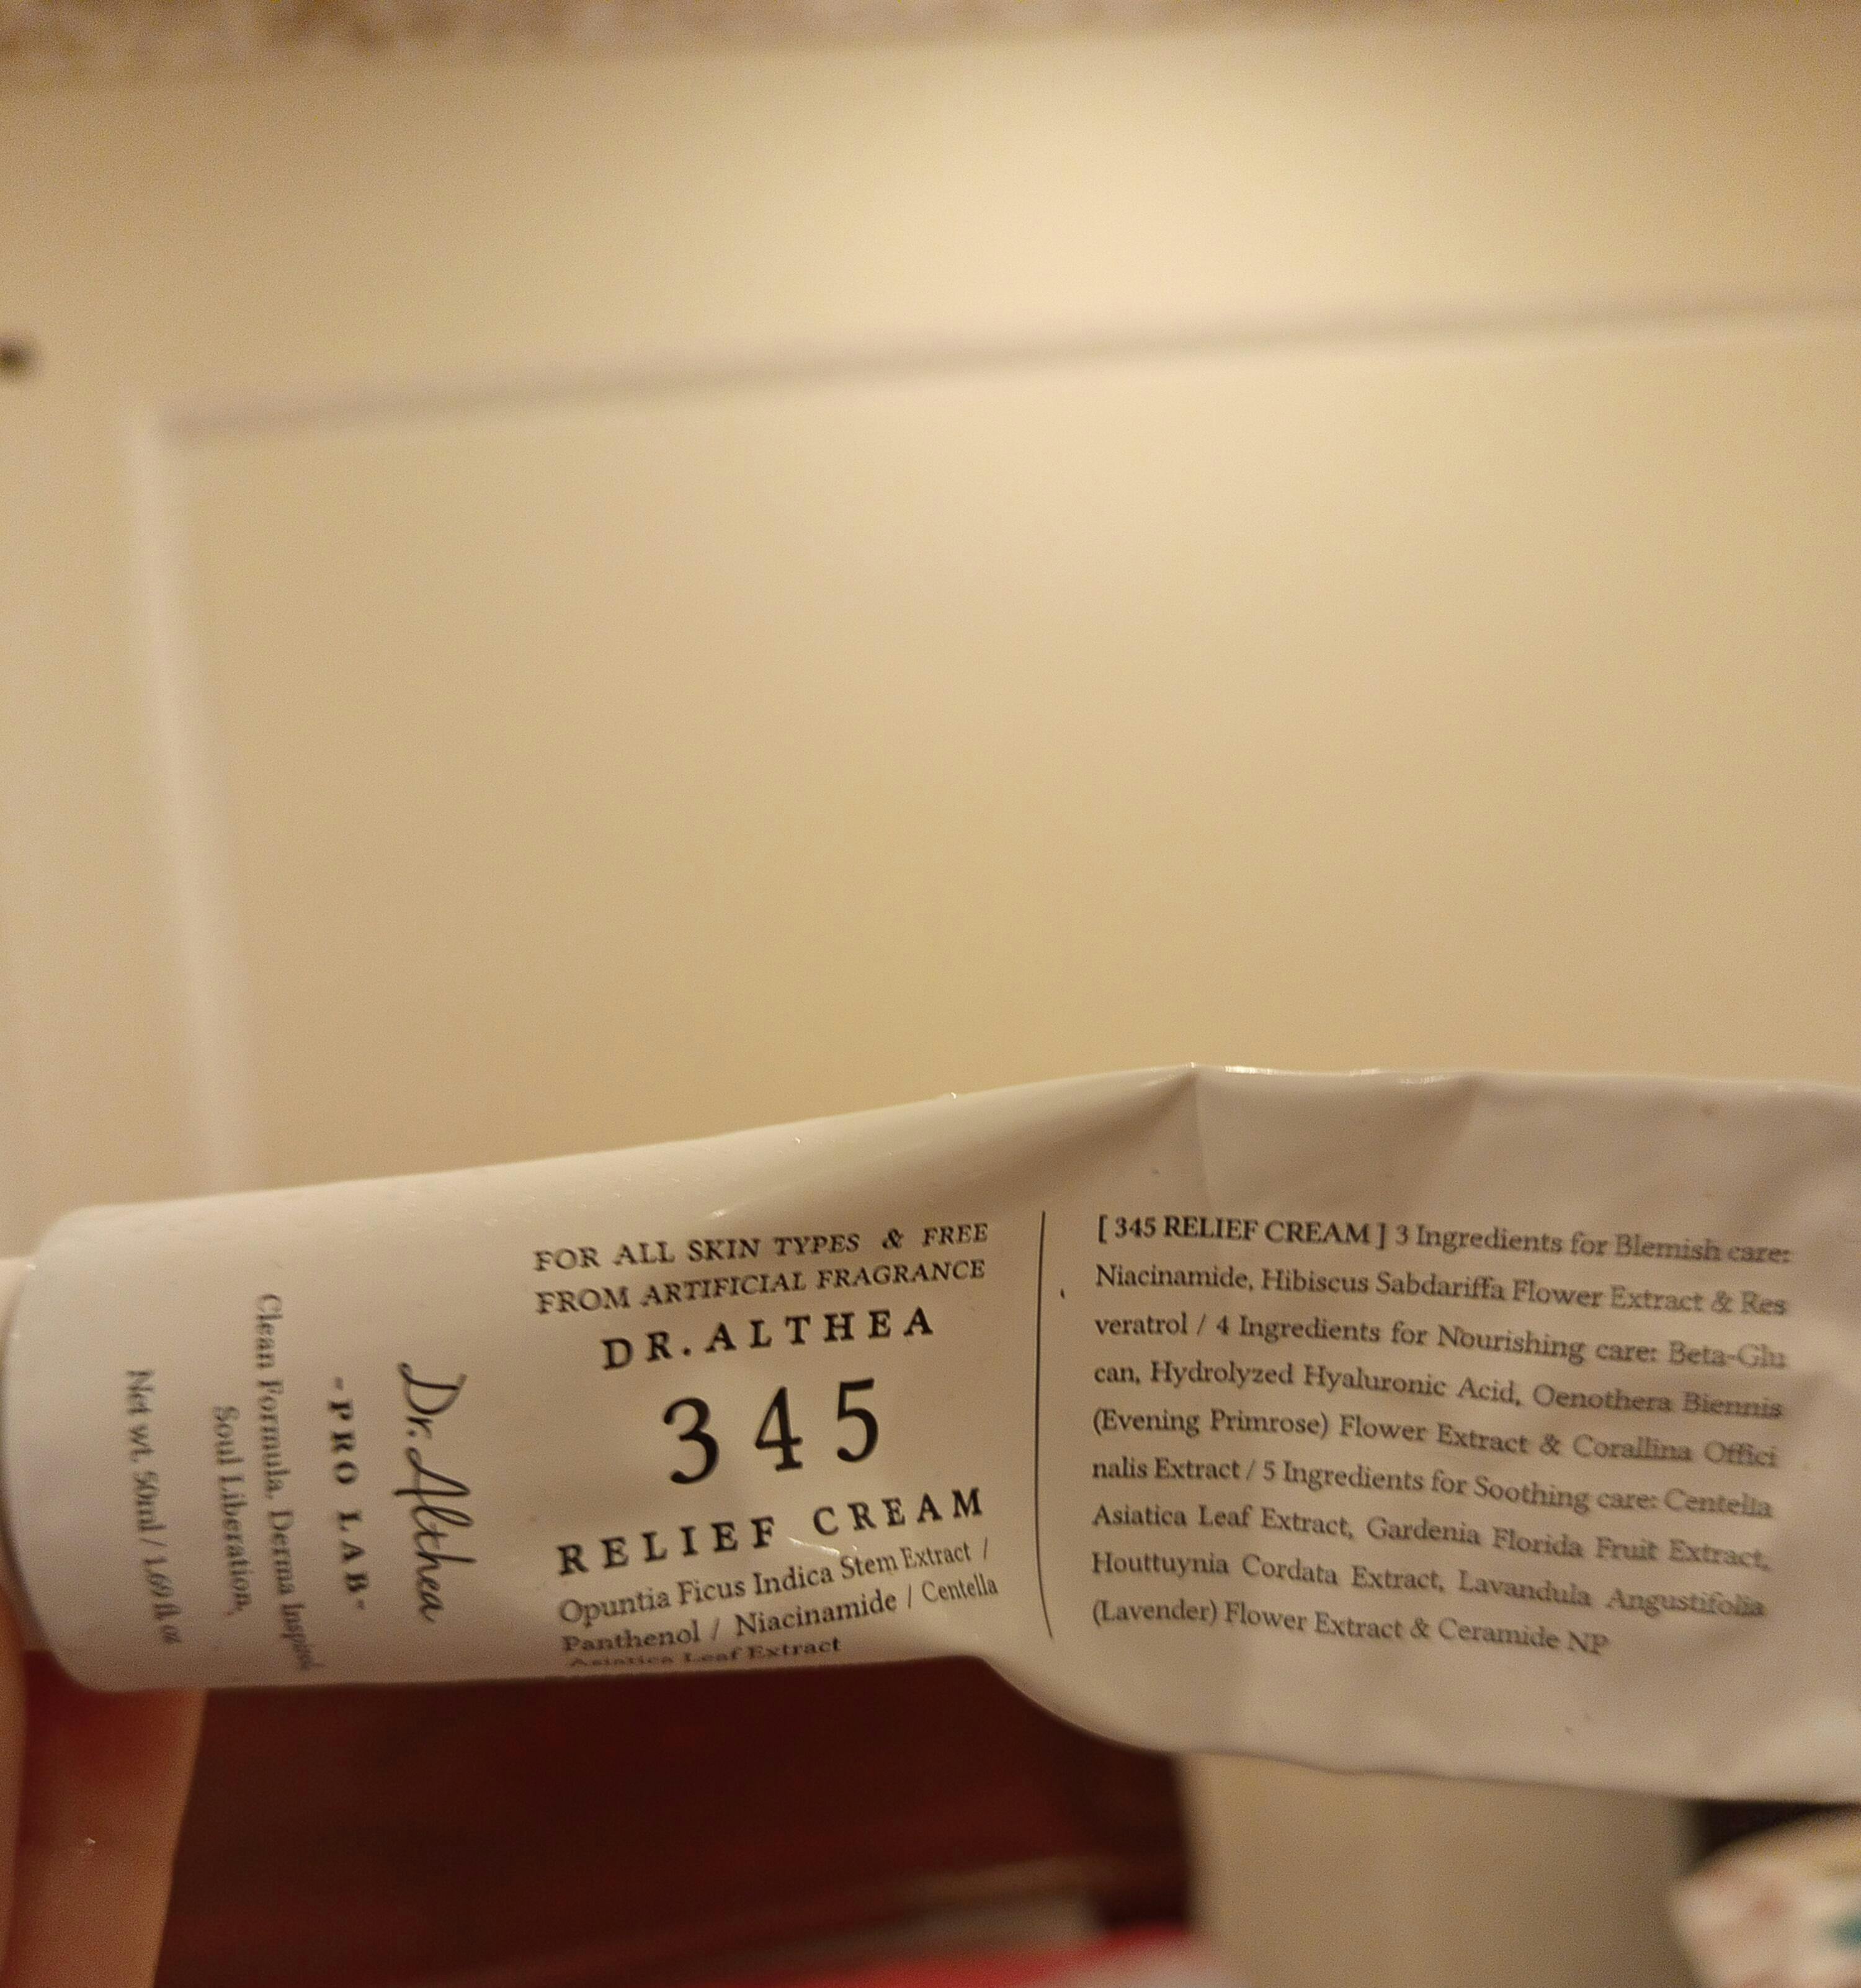 FOR ALL SKIN TYPES & FREE
FROM ARTIFICIAL FRAGRANCE
DR.ALTHEA
345
RELIEF CREAM
Opuntia Ficus Indica Stem Extract /
Panthenol / Niacinamide / Centella
Asiatica Leaf Extract
[ 345 RELIEF CREAM ] 3 Ingredients for Blemish care:
Niacinamide, Hibiscus Sabdariffa Flower Extract & Res
veratrol / 4 Ingredients for Nourishing care: Beta-Glu
can, Hydrolyzed Hyaluronic Acid, Oenothera Biennis
(Evening Primrose) Flower Extract & Corallina Offici
nalis Extract / 5 Ingredients for Soothing care: Centella
Asiatica Leaf Extract, Gardenia Florida Fruit Extract,
Houttuynia Cordata Extract, Lavandula Angustifolia
(Lavender) Flower Extract & Ceramide NP
Dr. Althea
-PRO LAB-
Clean Formula, Derma Inspired
Soul Liberation,
Net wt. 50ml / 1.69 fl oz